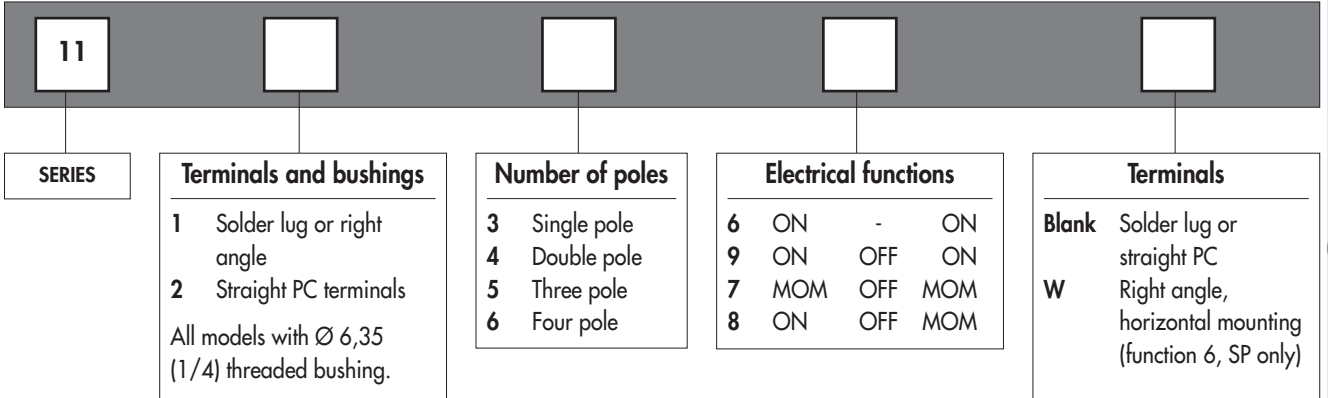 11
SERIES
Terminals and bushings
1 Solder lug or right
angle
2 Straight PC terminals
All models with Ø 6,35
(1/4) threaded bushing.
Number of poles
3 Single pole
4 Double pole
5 Three pole
6 Four pole
Electrical functions
6 ON - ON
9 ON OFF ON
7 MOM OFF MOM
8 ON OFF MOM
Terminals
Blank Solder lug or
straight PC
W Right angle,
horizontal mounting
(function 6, SP only)